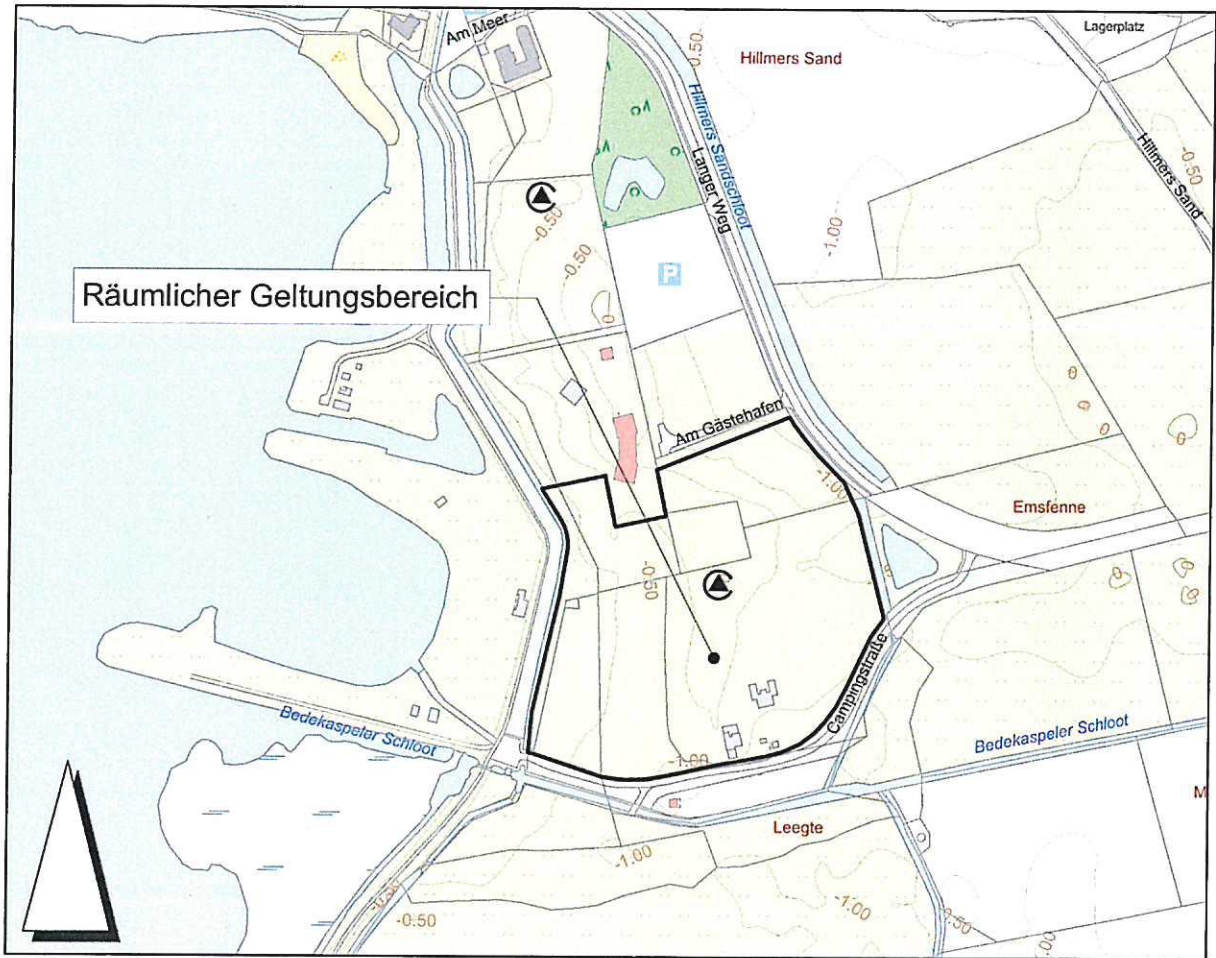 Am Meer
Lagerplatz
0.50
Hillmers Sand
Hillmers Sandschloot
Langer Weg
Hillmers Sand
-0.50
-0.50
-0.50
-1.00
P
Räumlicher Geltungsbereich
Am Gästehafen
-1.00
Emsfenne
-0.50
Campingstraße
Bedekaspeler Schloot
Bedekaspeler Schloot
-1.00
M
Leegte
-1.00
-0.50
-1.00
0.50